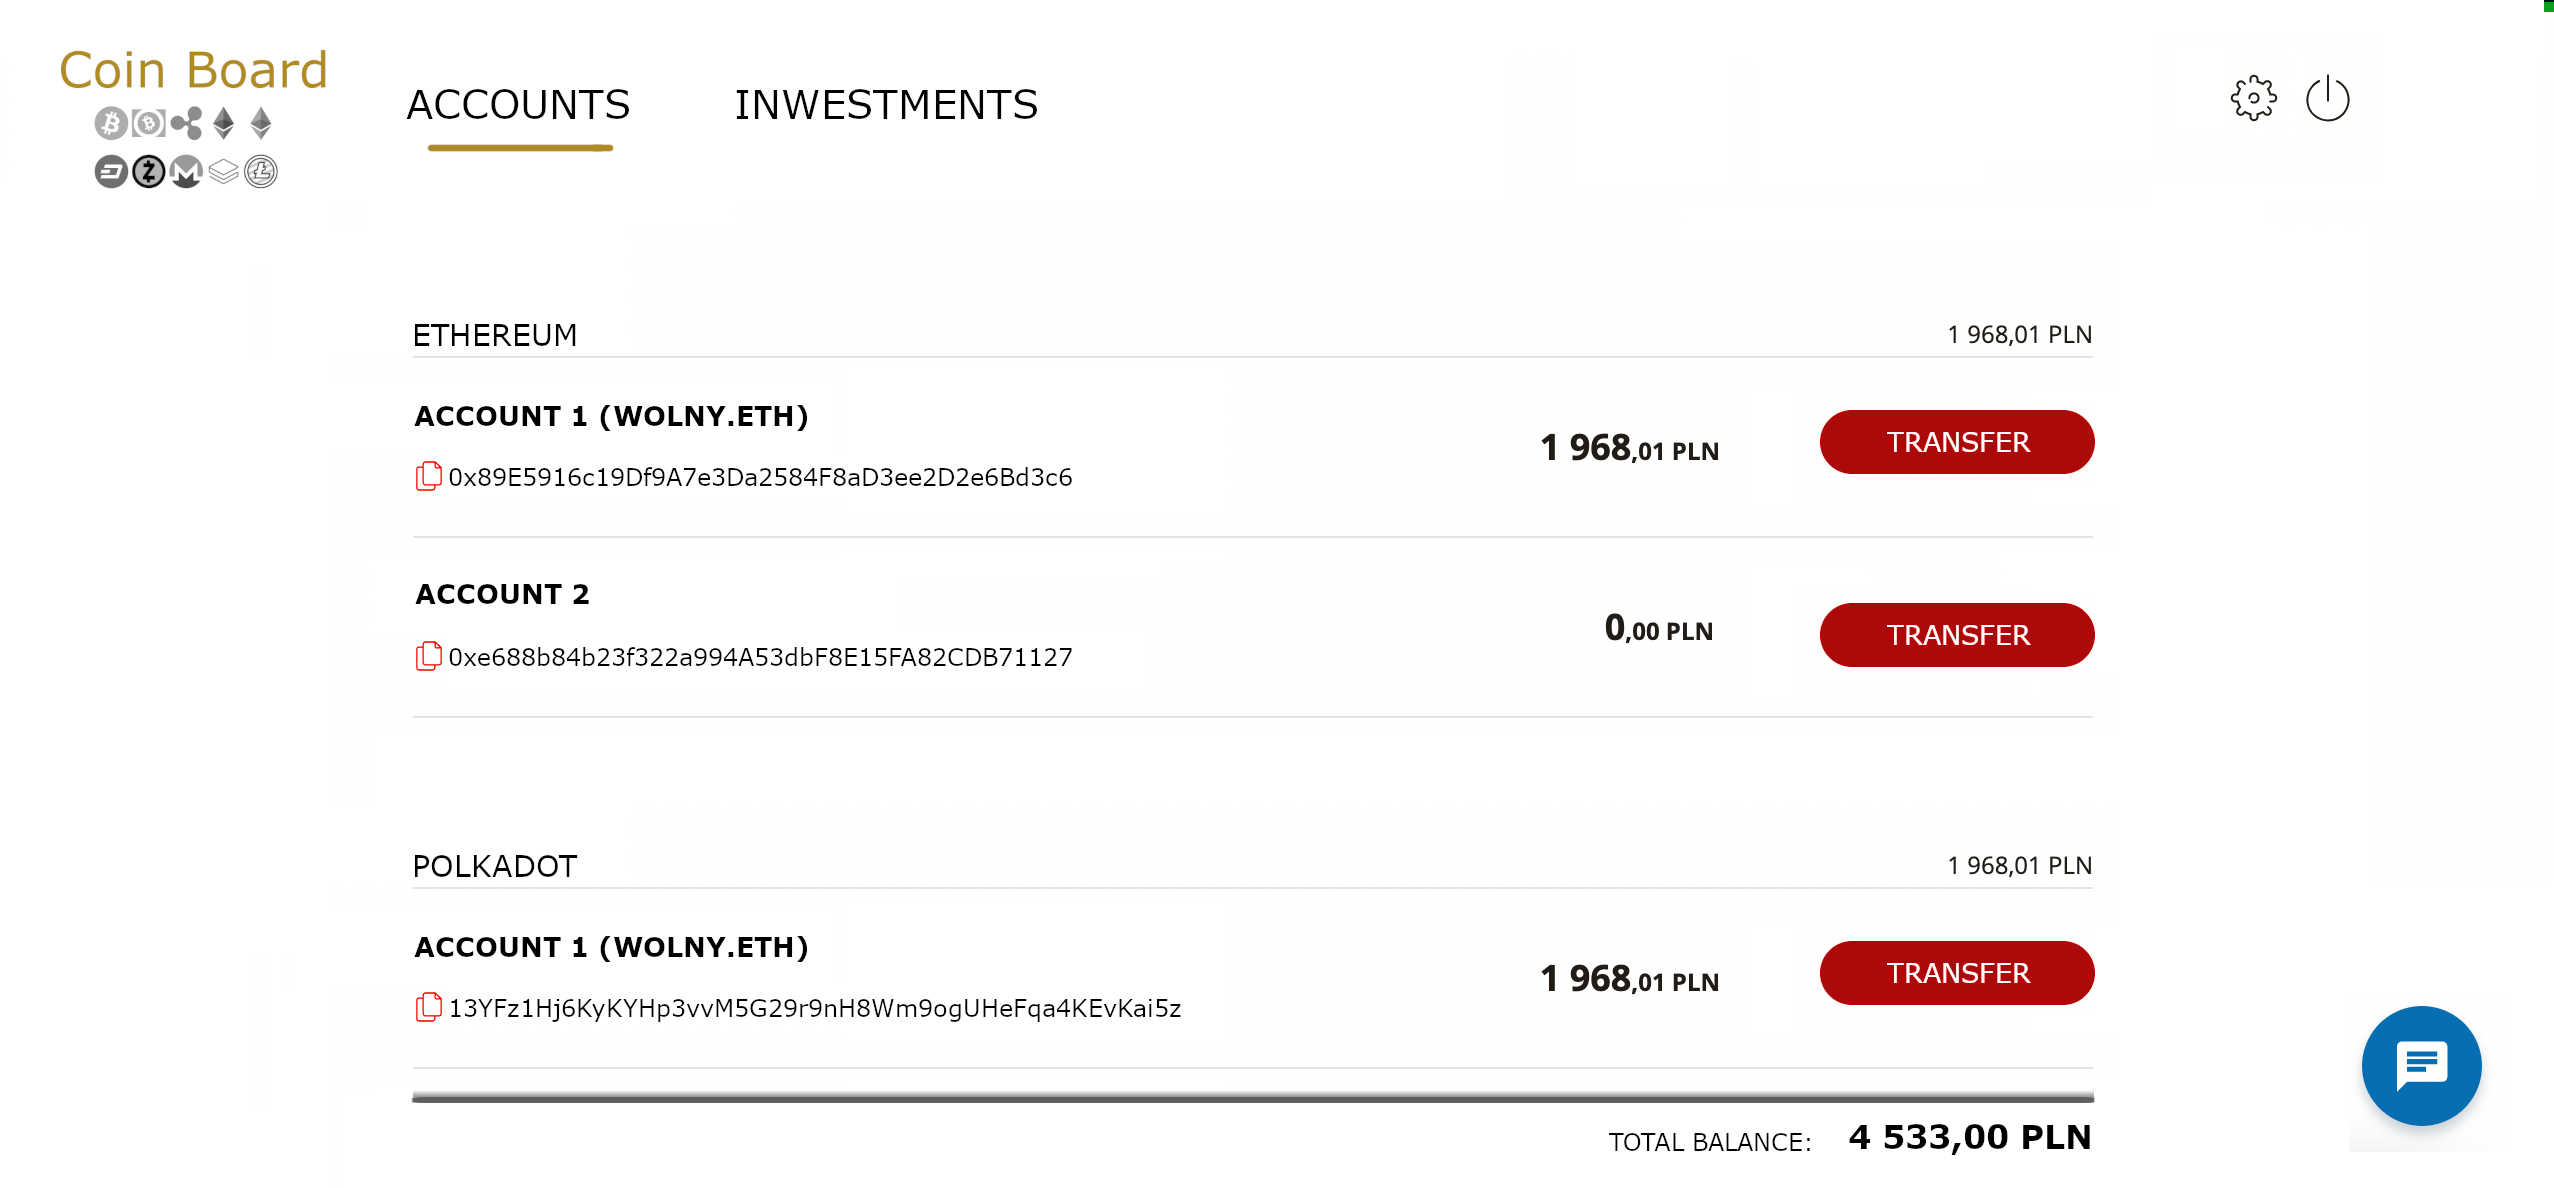 Coin Board
ACCOUNTS INWESTMENTS
ETHEREUM 1 968,01 PLN
ACCOUNT 1 (WOLNY.ETH)
0x89E5916c19Df9A7e3Da2584F8aD3ee2D2e6Bd3c6
1 968,01 PLN
TRANSFER
ACCOUNT 2
0xe688b84b23f322a994A53dbF8E15FA82CDB71127
0,00 PLN
TRANSFER
POLKADOT 1 968,01 PLN
ACCOUNT 1 (WOLNY.ETH)
13YFz1Hj6KyKYHp3vvM5G29r9nH8Wm9ogUHeFqa4KEvKai5z
1 968,01 PLN
TRANSFER
TOTAL BALANCE: 4 533,00 PLN